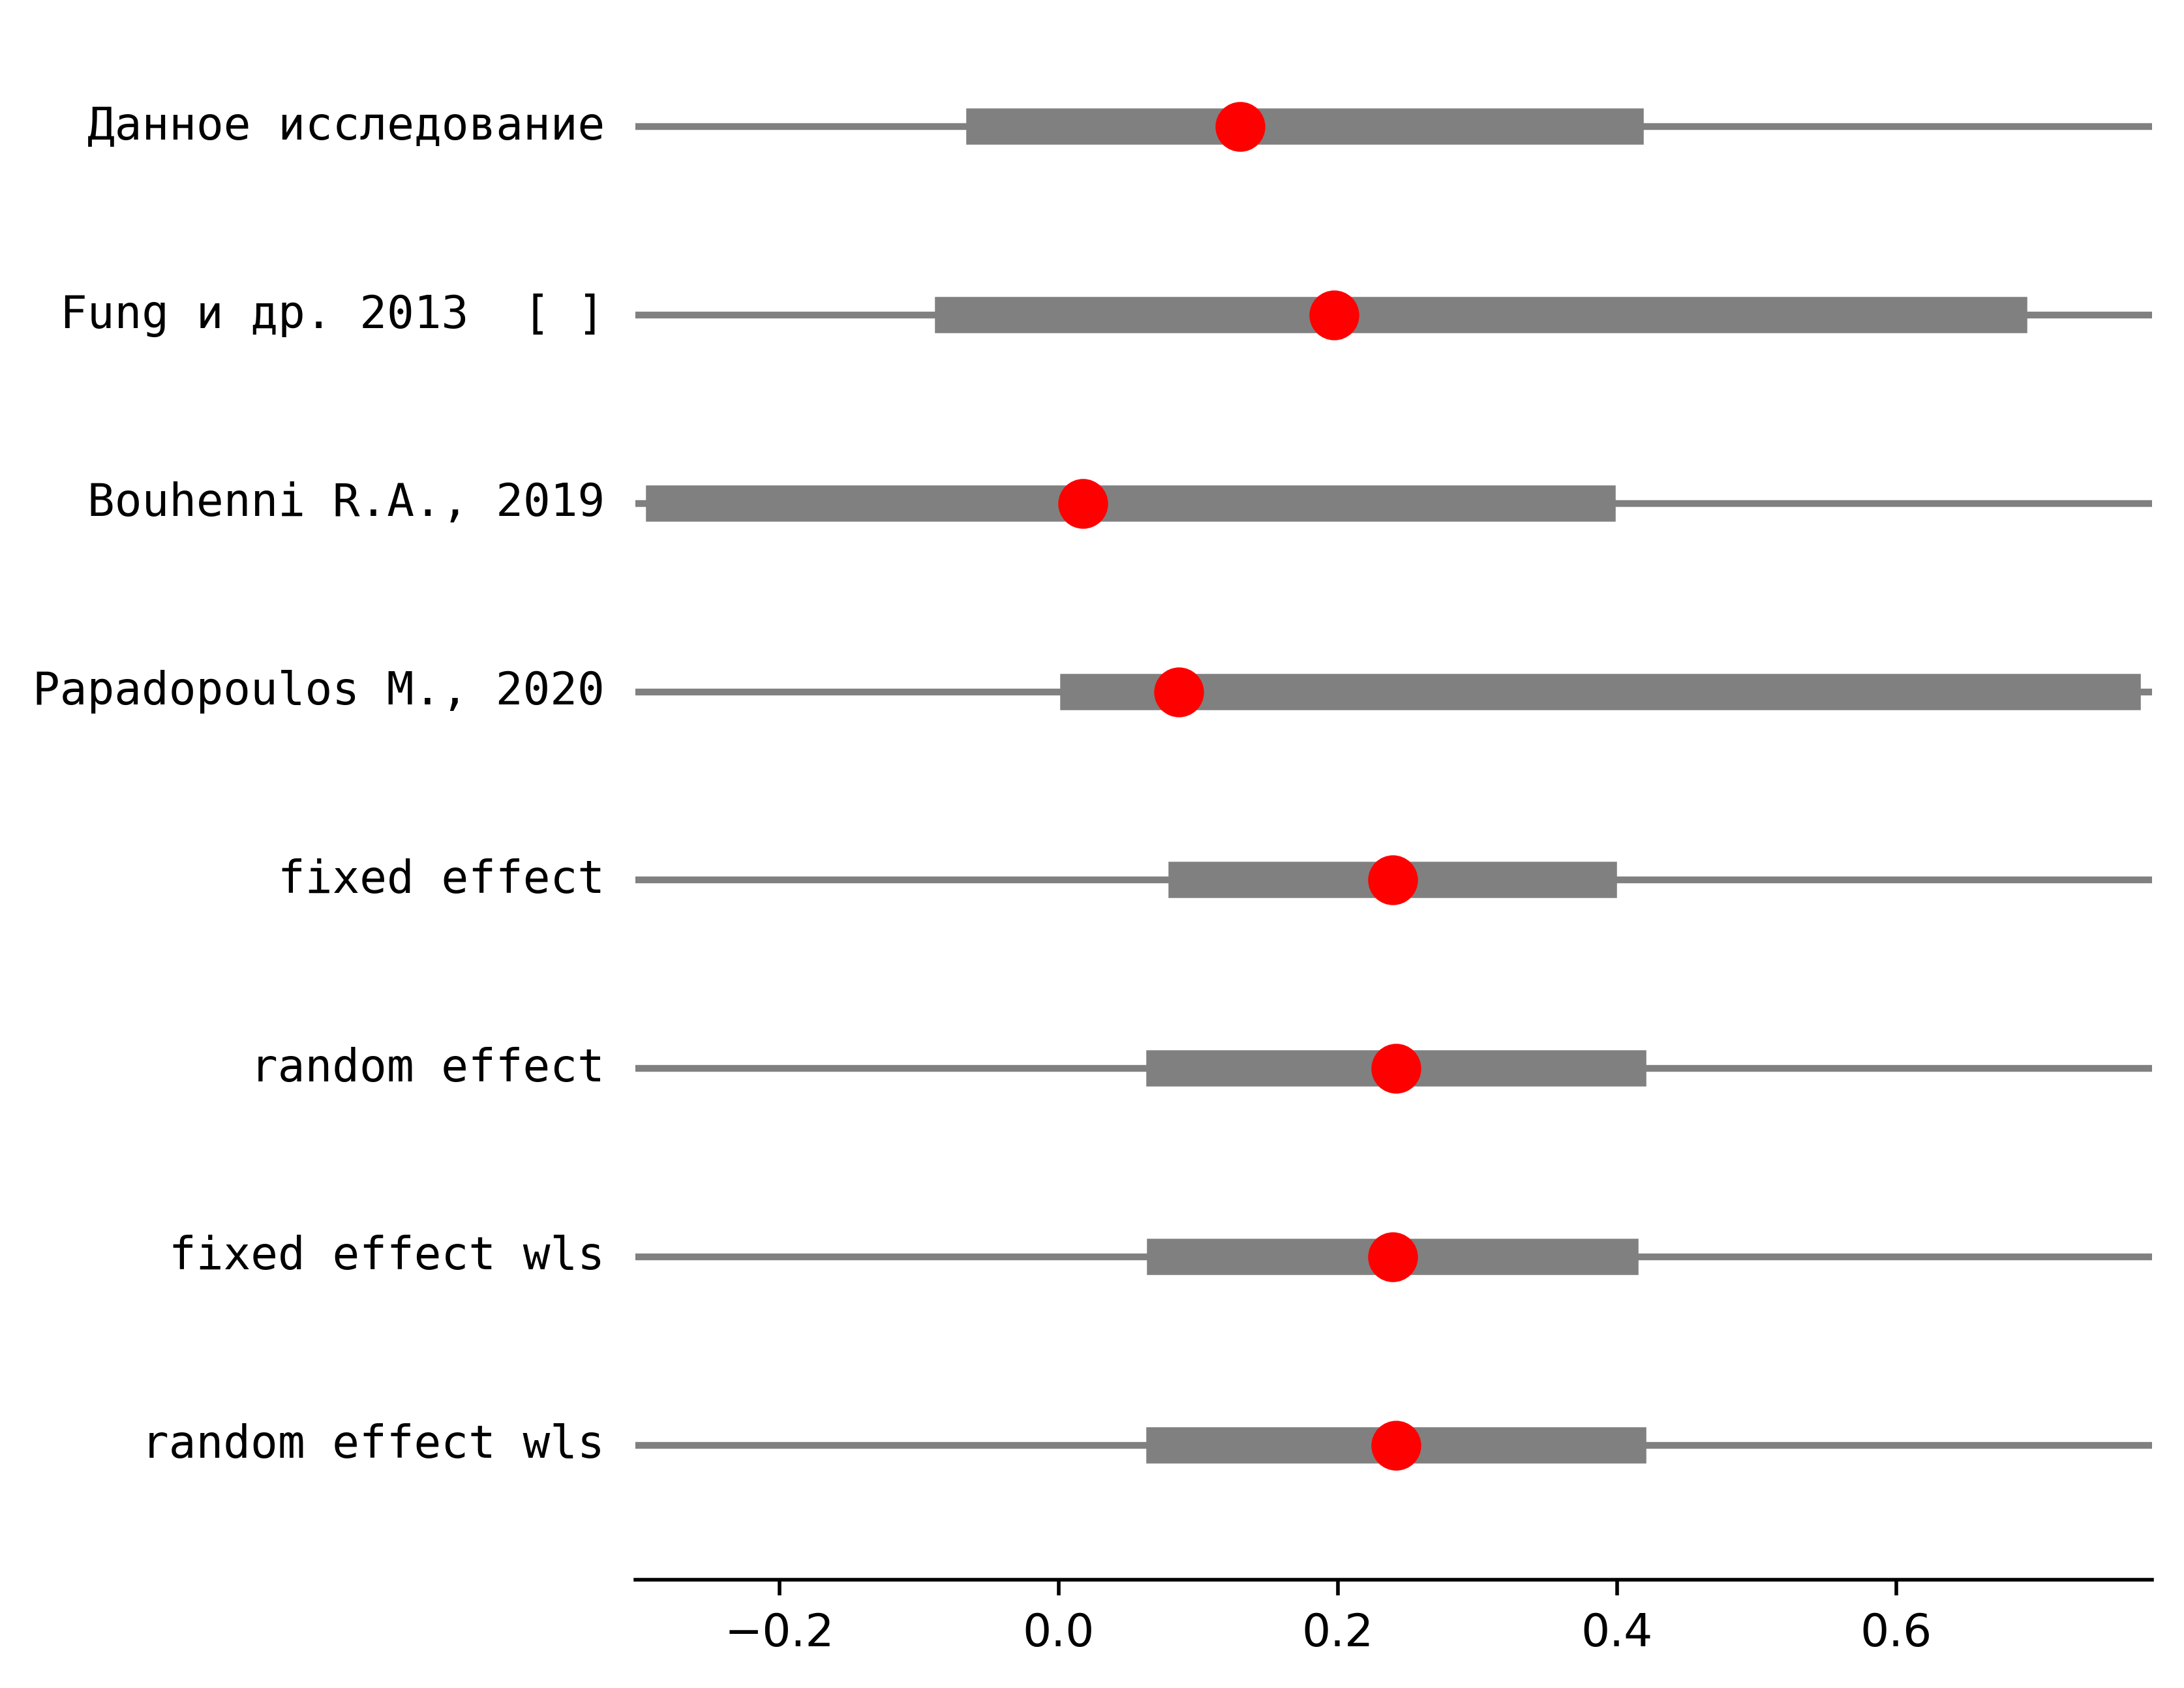 Данное исследование
Fung и др. 2013  [ ]
Bouhenni R.A., 2019
Papadopoulos M., 2020
fixed effect
random effect
fixed effect wls
random effect wls
−0.2 0.0 0.2 0.4 0.6